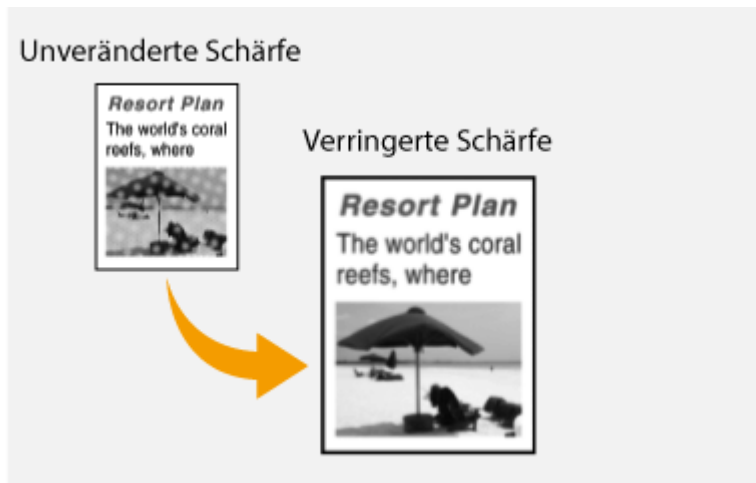 Unveränderte Schärfe
Resort Plan
The world's coral
reefs, where
Verringerte Schärfe
Resort Plan
The world's coral
reefs, where